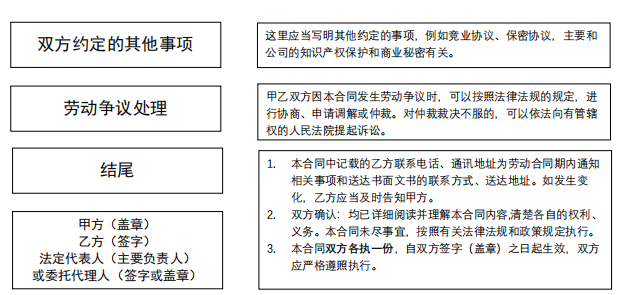 双方约定的其他事项
这里应当写明其他约定的事项，例如竞业协议、保密协议，主要和
公司的知识产权保护和商业秘密有关。
劳动争议处理
甲乙双方因本合同发生劳动争议时，可以按照法律法规的规定，进
行协商、申请调解或仲裁。对仲裁裁决不服的，可以依法向有管辖
权的人民法院提起诉讼。
结尾
1. 本合同中记载的乙方联系电话、通讯地址为劳动合同期内通知
相关事项和送达书面文书的联系方式、送达地址。如发生变
化，乙方应当及时告知甲方。
2. 双方确认：均已详细阅读并理解本合同内容,清楚各自的权利、
义务。本合同未尽事宜，按照有关法律法规和政策规定执行。
3. 本合同双方各执一份，自双方签字（盖章）之日起生效，双方
应严格遵照执行。
甲方（盖章）
乙方（签字）
法定代表人（主要负责人）
或委托代理人（签字或盖章）